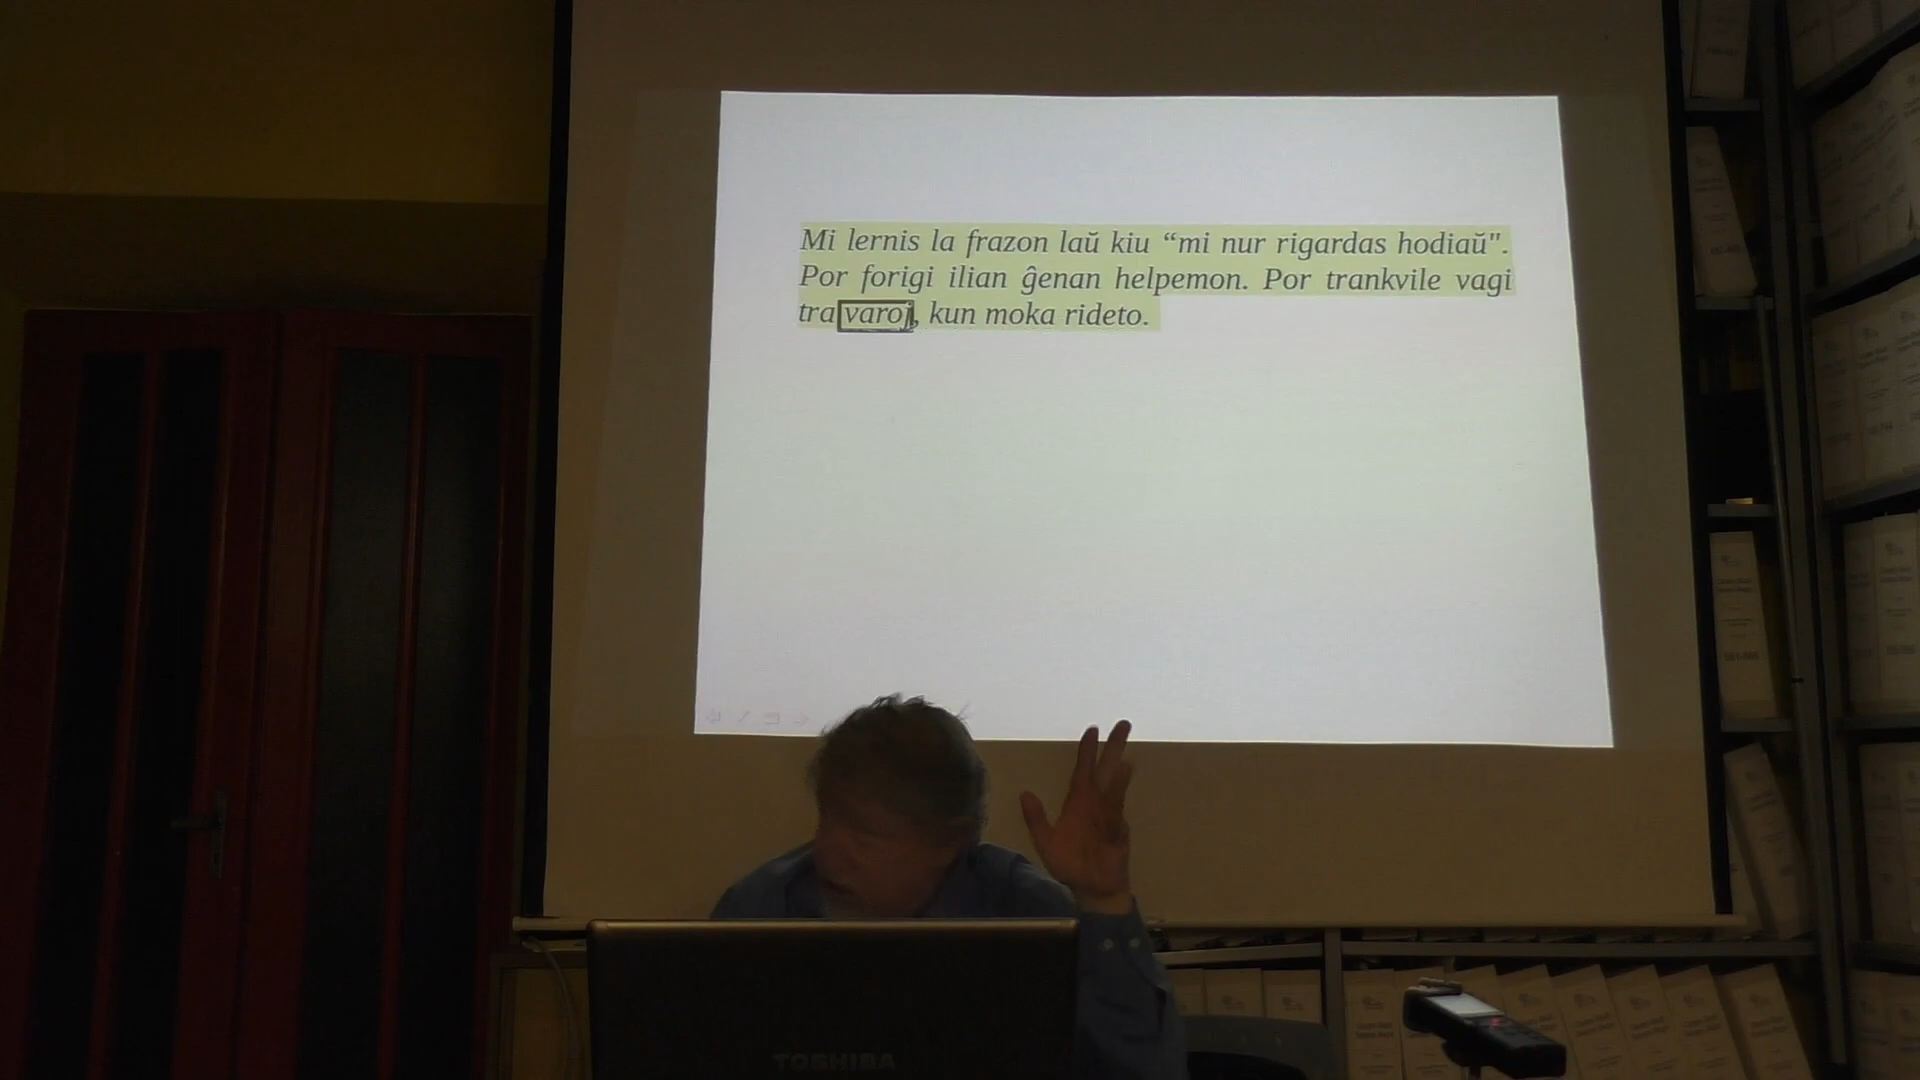 Mi lernis la frazon laŭ kiu “mi nur rigardas hodiaŭ".
Por forigi ilian ĝenan helpemon. Por trankvile vagi
tra varoj, kun moka rideto.
TOSHIBA